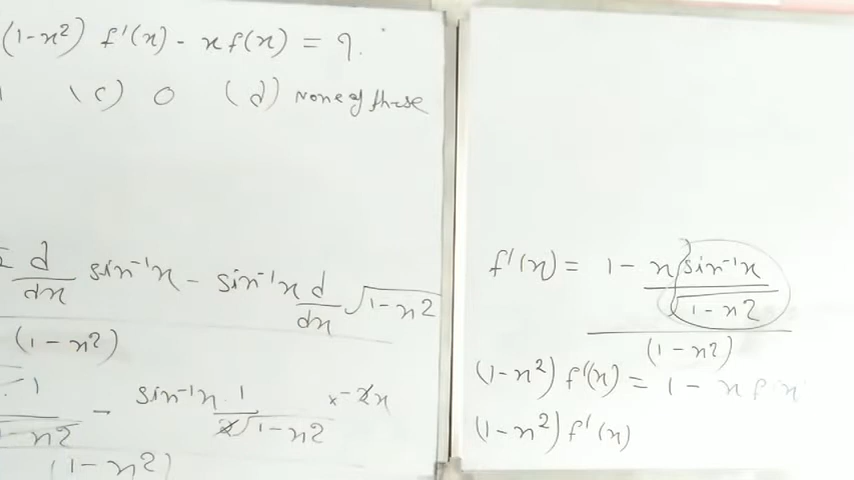 (1-x²) f'(x) - x f(x) = ?
(c) 0 (d) None of these
d/dx sin⁻¹x - sin⁻¹x d/dx √1-x²
(1-x²)
1 - sin⁻¹x 1/2√1-x² x -2x
(1-x²)
f'(x) = 1 - x sin⁻¹x/√1-x²
(1-x²)
(1-x²) f'(x) = 1 - x f x
(1-x²) f'(x)